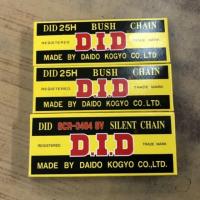 DID 25H BUSH CHAIN
REGISTERED D.I.D TRADE MARK
MADE BY DAIDO KOGYO CO.,LTD.
DID 25H BUSH CHAIN
REGISTERED D.I.D TRADE MARK
MADE BY DAIDO KOGYO CO.,LTD.
DID SCR-0404 SV SILENT CHAIN
REGISTERED D.I.D TRADE MARK
MADE BY DAIDO KOGYO CO.,LTD.